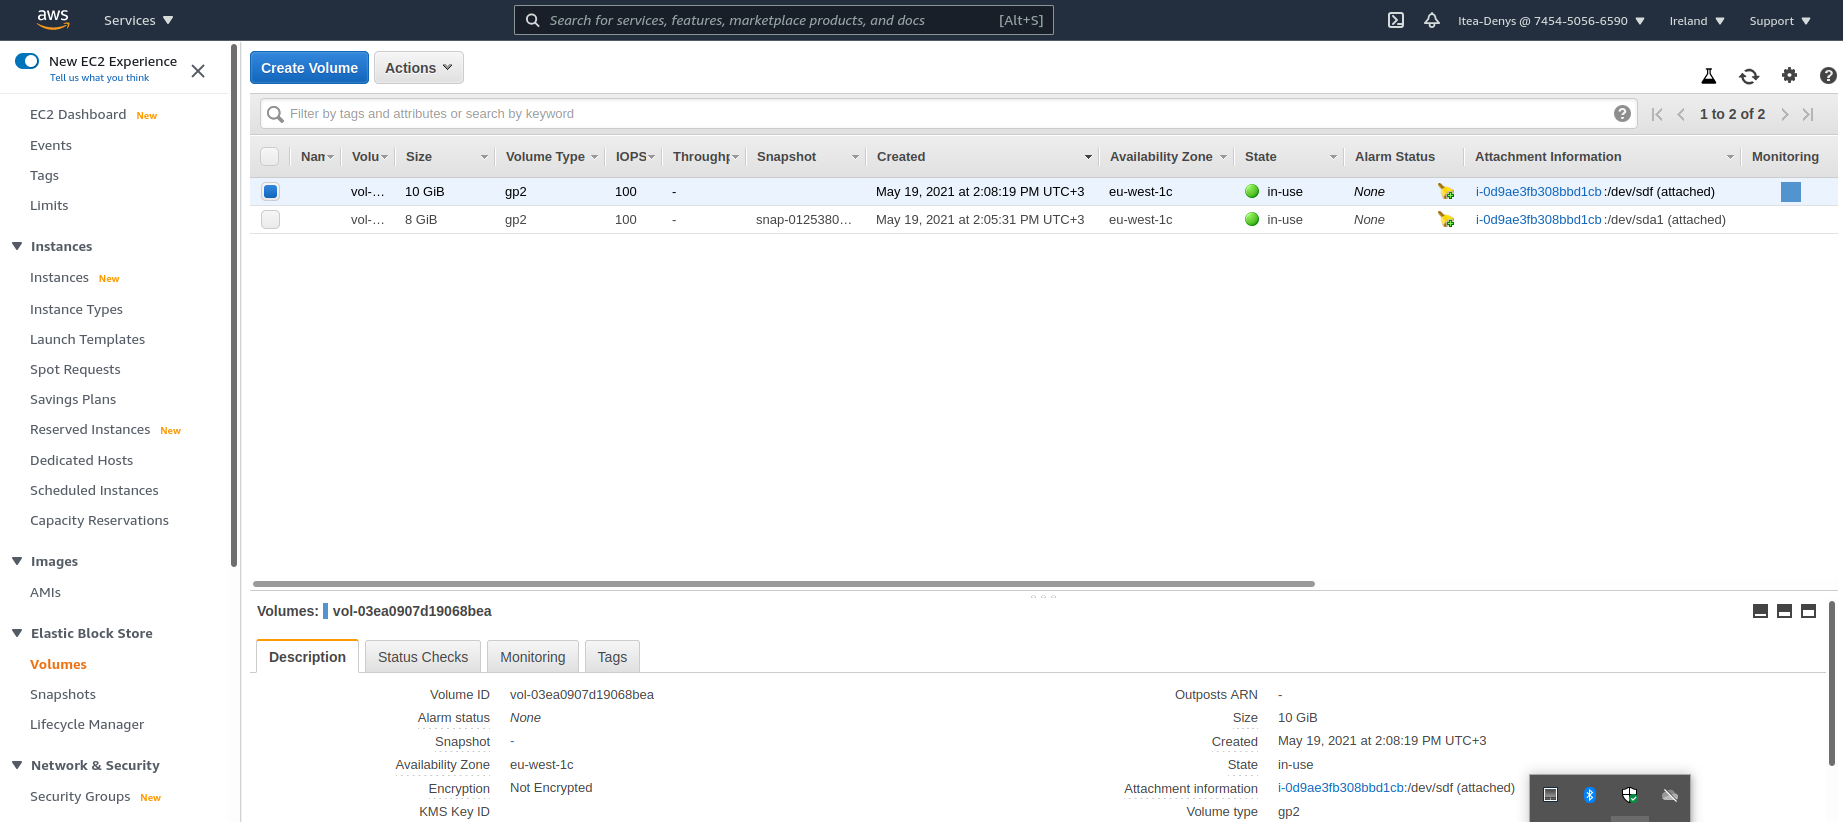 aws
Services
Search for services, features, marketplace products, and docs [Alt+S]
Itea-Denys @ 7454-5056-6590
Ireland
Support
New EC2 Experience
Tell us what you think
EC2 Dashboard New
Events
Tags
Limits
Instances
Instances New
Instance Types
Launch Templates
Spot Requests
Savings Plans
Reserved Instances New
Dedicated Hosts
Scheduled Instances
Capacity Reservations
Images
AMIs
Elastic Block Store
Volumes
Snapshots
Lifecycle Manager
Network & Security
Security Groups New
Create Volume
Actions
Filter by tags and attributes or search by keyword
1 to 2 of 2
Nam Volu Size Volume Type IOPS Throughp Snapshot Created Availability Zone State Alarm Status Attachment Information Monitoring
vol-... 10 GiB gp2 100 - May 19, 2021 at 2:08:19 PM UTC+3 eu-west-1c in-use None i-0d9ae3fb308bbd1cb:/dev/sdf (attached)
vol-... 8 GiB gp2 100 - snap-0125380... May 19, 2021 at 2:05:31 PM UTC+3 eu-west-1c in-use None i-0d9ae3fb308bbd1cb:/dev/sda1 (attached)
Volumes: vol-03ea0907d19068bea
Description Status Checks Monitoring Tags
Volume ID vol-03ea0907d19068bea
Alarm status None
Snapshot -
Availability Zone eu-west-1c
Encryption Not Encrypted
KMS Key ID
Outposts ARN -
Size 10 GiB
Created May 19, 2021 at 2:08:19 PM UTC+3
State in-use
Attachment information i-0d9ae3fb308bbd1cb:/dev/sdf (attached)
Volume type gp2